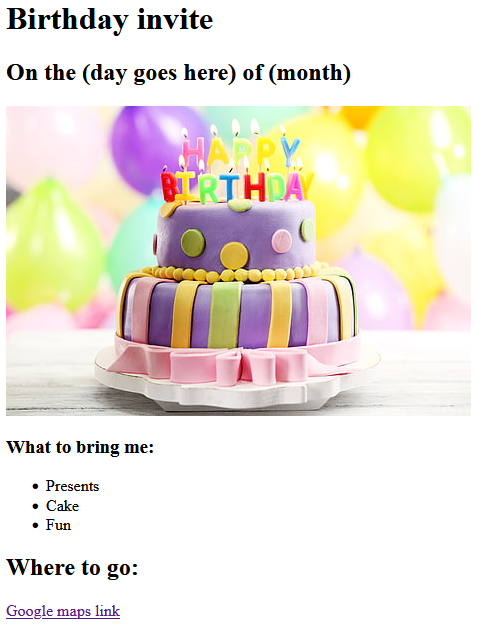 Birthday invite
On the (day goes here) of (month)
HAPPY
BIRTHDAY
What to bring me:
Presents
Cake
Fun
Where to go:
Google maps link